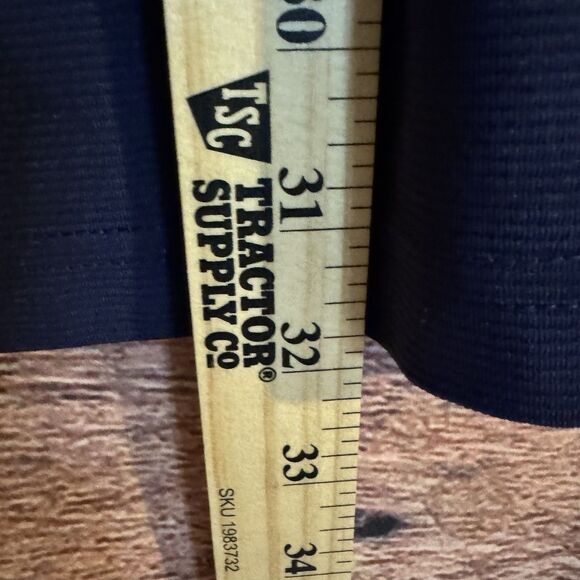 30
TSC
TRACTOR
SUPPLY CO®
31
32
33
34
SKU 1983732